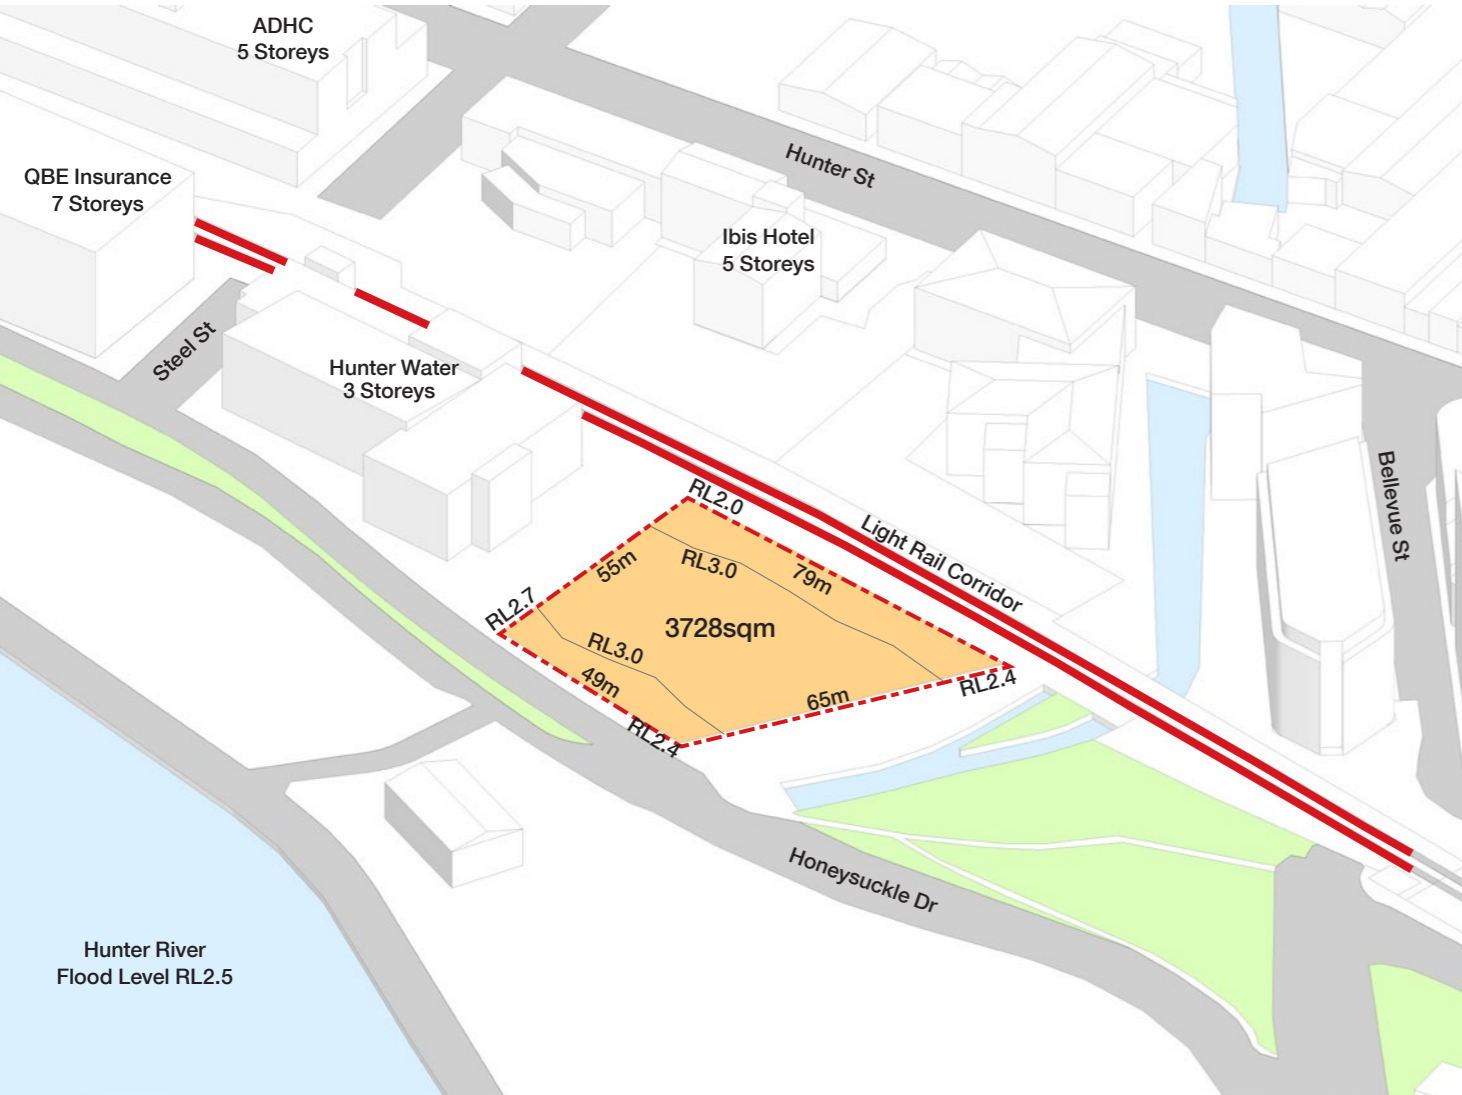 ADHC
5 Storeys
Hunter St
QBE Insurance
7 Storeys
Ibis Hotel
5 Storeys
Steel St
Hunter Water
3 Storeys
Bellevue St
RL2.0
Light Rail Corridor
55m
RL3.0
79m
RL2.7
3728sqm
RL3.0
49m
65m
RL2.4
RL2.4
Honeysuckle Dr
Hunter River
Flood Level RL2.5